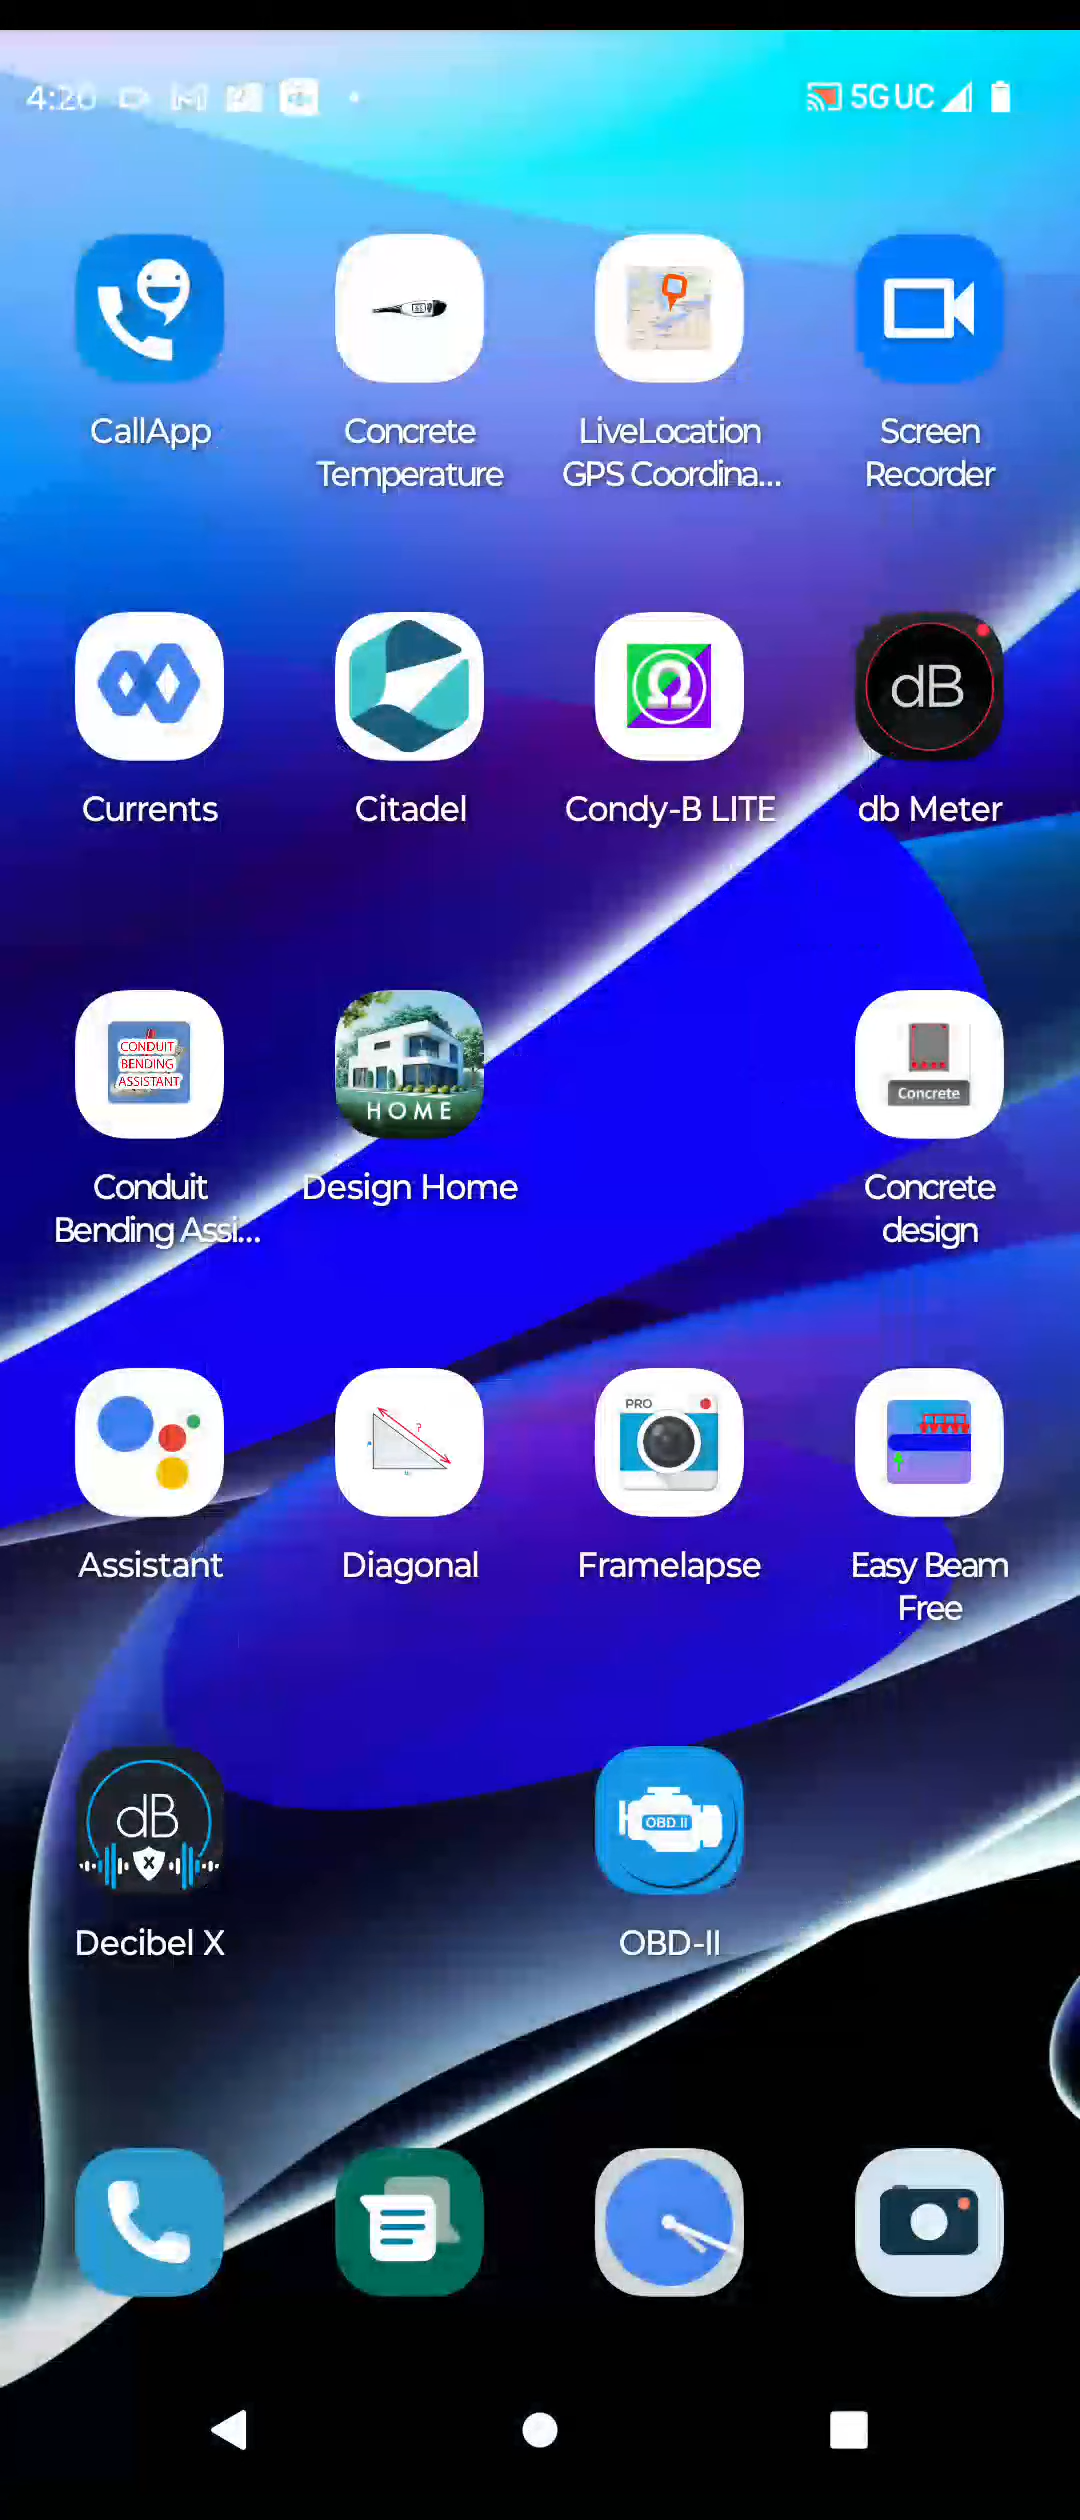 4:20
5G UC
CallApp
Concrete
Temperature
LiveLocation
GPS Coordina...
Screen
Recorder
dB
Currents
Citadel
Condy-B LITE
db Meter
CONDUIT
BENDING
ASSISTANT
HOME
Concrete
Conduit
Bending Assi...
Design Home
Concrete
design
PRO
?
Assistant
Diagonal
Framelapse
Easy Beam
Free
dB
X
OBD II
Decibel X
OBD-II